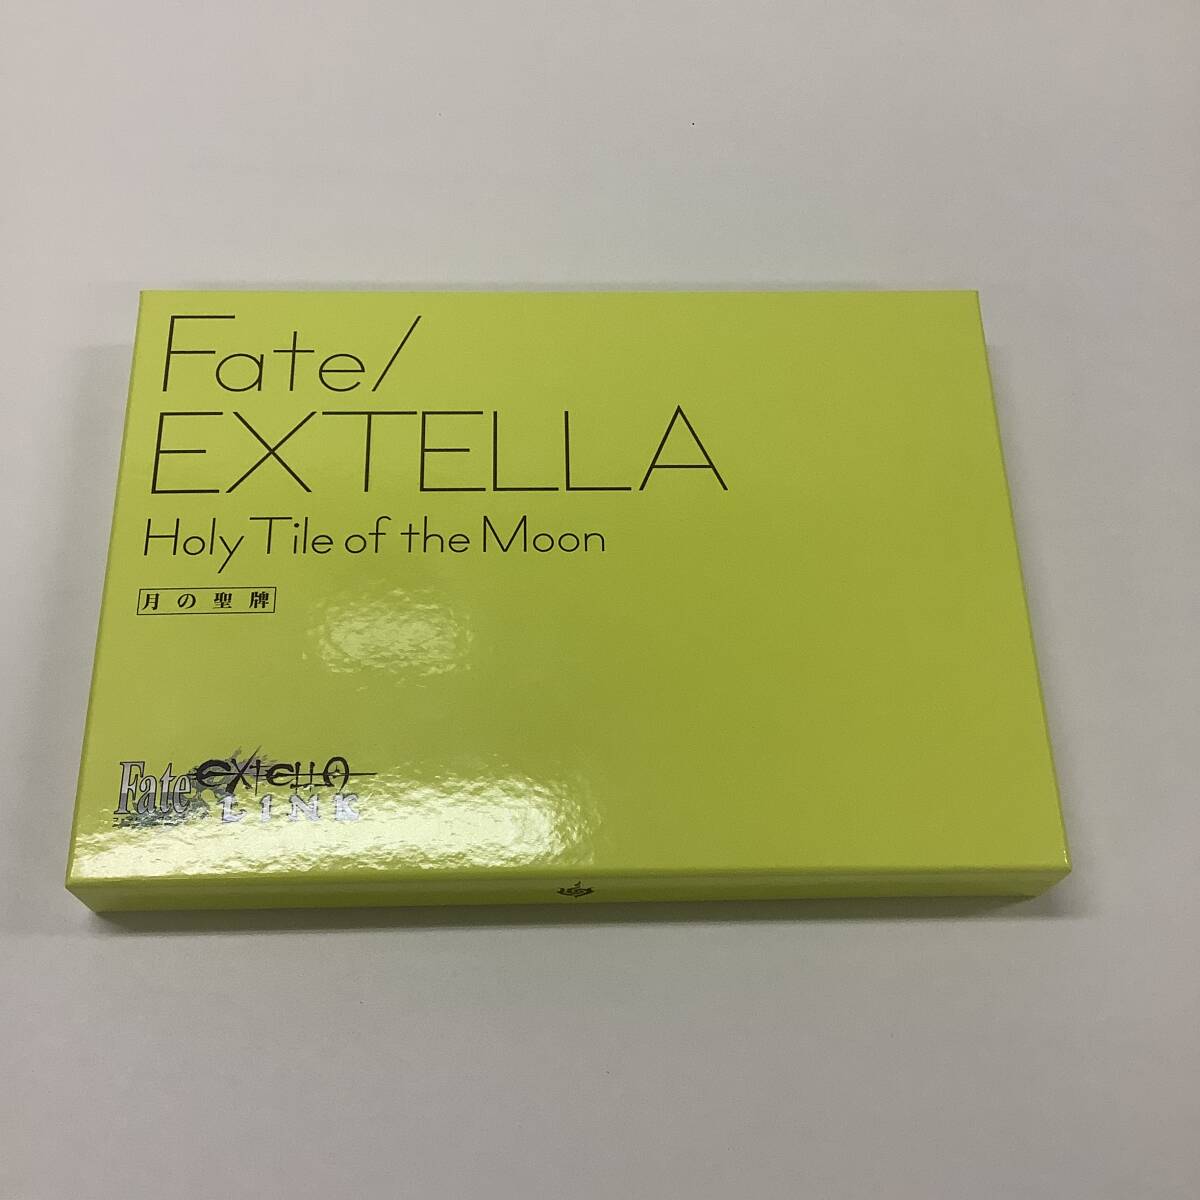 Fate/
EXTELLA
Holy Tile of the Moon
月の聖牌
Fate EXTELLA
LINK